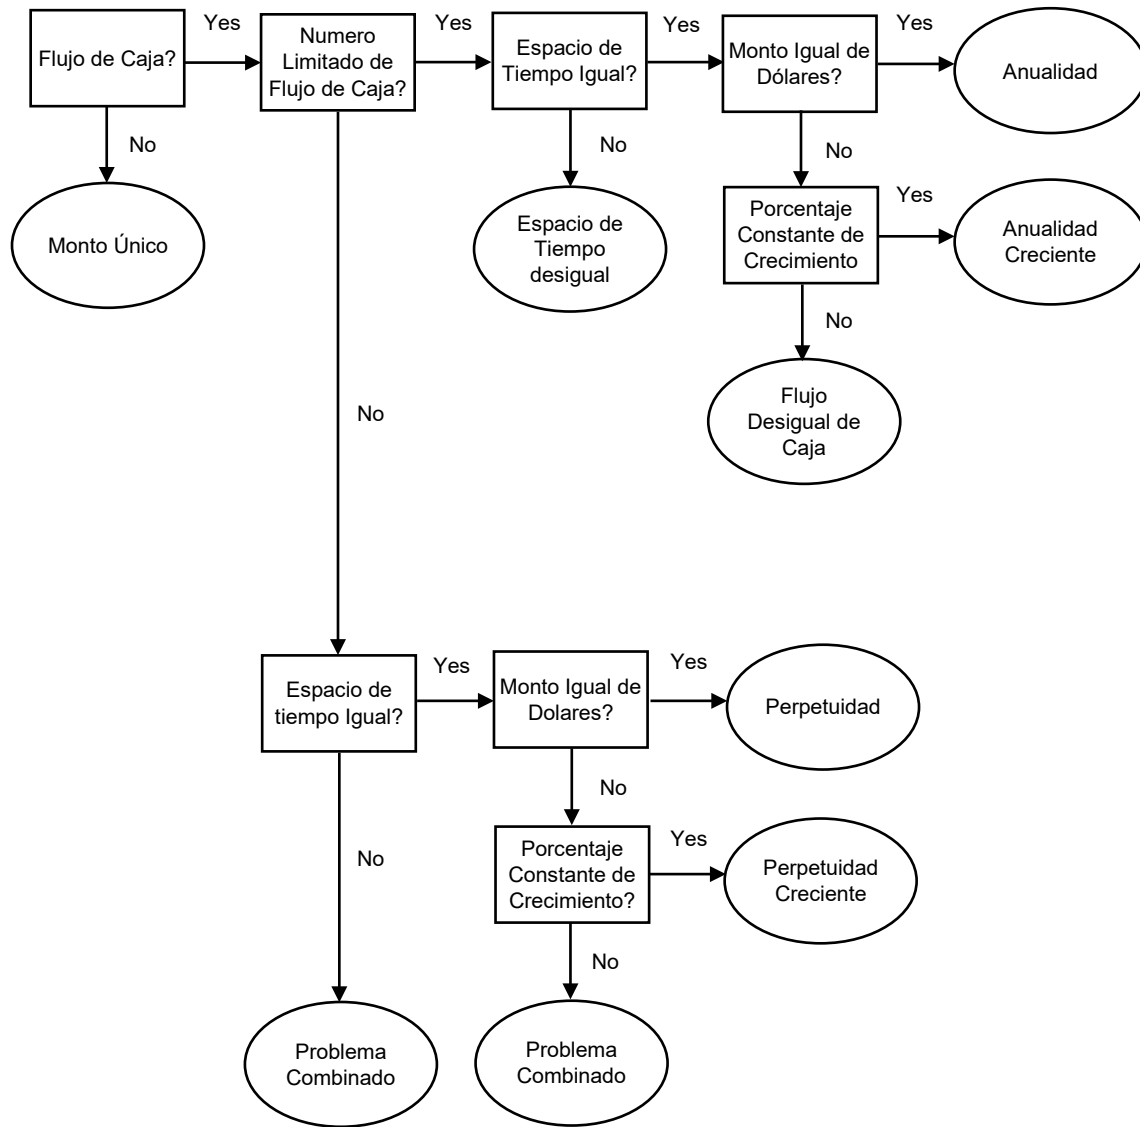 Yes
Yes
Yes
Yes
Flujo de Caja?
Numero
Limitado de
Flujo de Caja?
Espacio de
Tiempo Igual?
Monto Igual de
Dólares?
Anualidad
No
No
No
Monto Único
Espacio de
Tiempo
desigual
Porcentaje
Constante de
Crecimiento
Yes
Anualidad
Creciente
No
Flujo
Desigual de
Caja
No
Espacio de
tiempo Igual?
Yes
Monto Igual de
Dolares?
Yes
Perpetuidad
No
No
Porcentaje
Constante de
Crecimiento?
Yes
Perpetuidad
Creciente
No
Problema
Combinado
Problema
Combinado